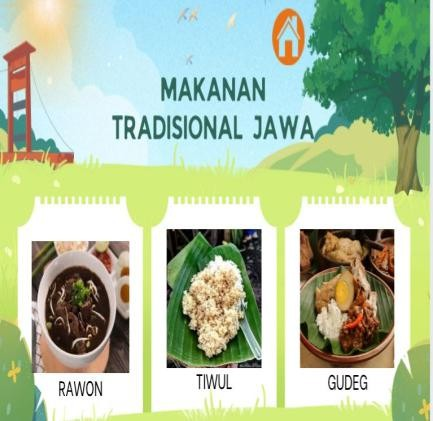 MAKANAN
TRADISIONAL JAWA
RAWON
TIWUL
GUDEG